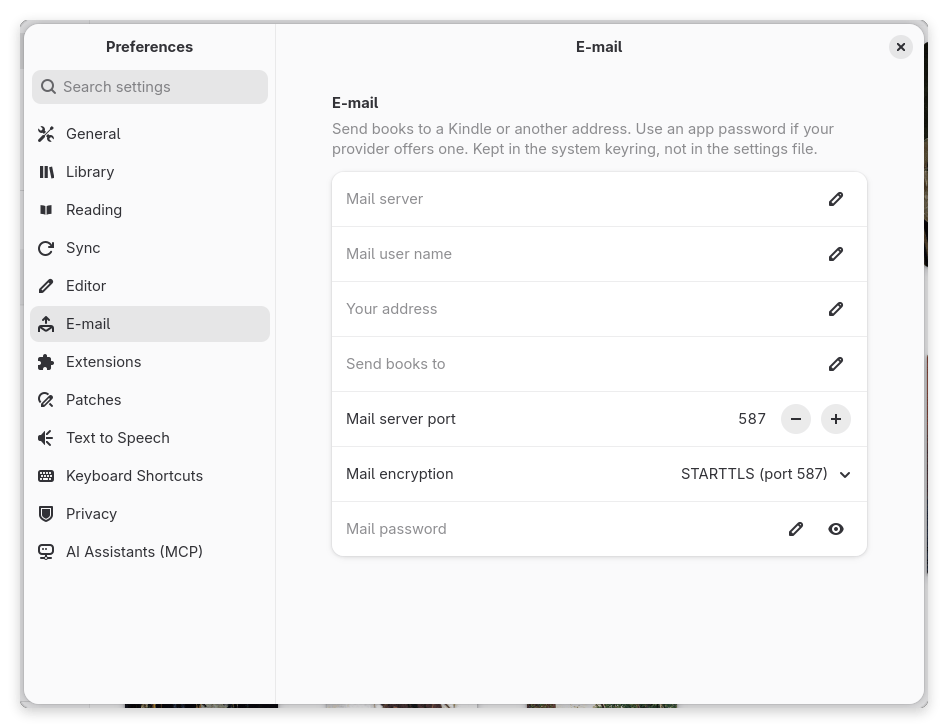 Preferences
Search settings
General
Library
Reading
Sync
Editor
E-mail
Extensions
Patches
Text to Speech
Keyboard Shortcuts
Privacy
AI Assistants (MCP)
E-mail
E-mail
Send books to a Kindle or another address. Use an app password if your
provider offers one. Kept in the system keyring, not in the settings file.
Mail server
Mail user name
Your address
Send books to
Mail server port 587
Mail encryption STARTTLS (port 587)
Mail password